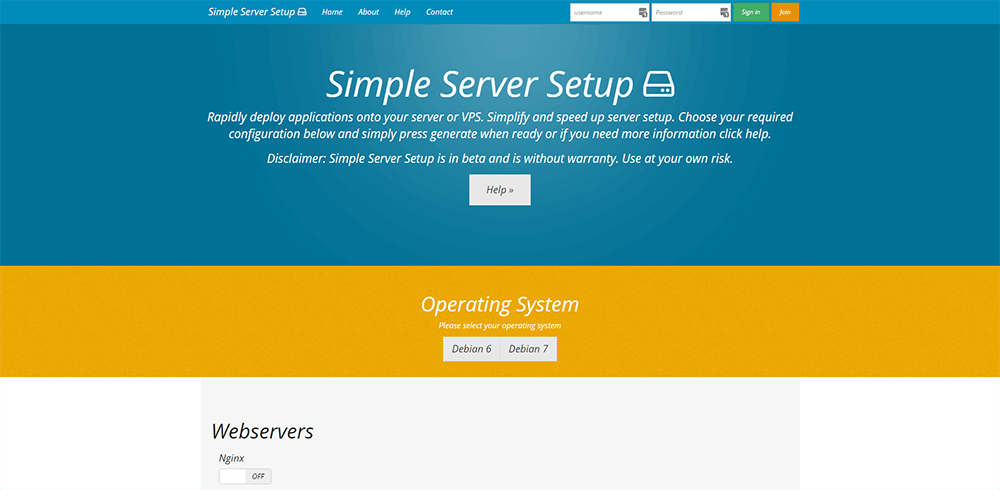 Simple Server Setup
Home
About
Help
Contact
username
Password
Sign in
Join
Simple Server Setup
Rapidly deploy applications onto your server or VPS. Simplify and speed up server setup. Choose your required
configuration below and simply press generate when ready or if you need more information click help.
Disclaimer: Simple Server Setup is in beta and is without warranty. Use at your own risk.
Help »
Operating System
Please select your operating system
Debian 6
Debian 7
Webservers
Nginx
OFF